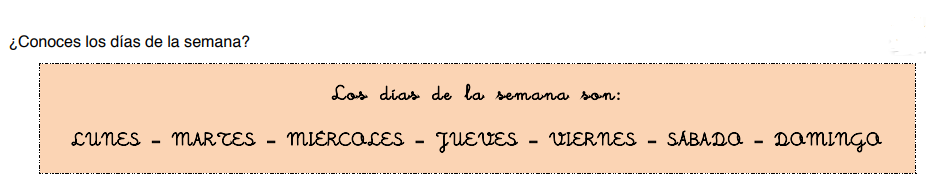 ¿Conoces los días de la semana?
Los días de la semana son:
LUNES - MARTES - MIÉRCOLES - JUEVES - VIERNES - SÁBADO - DOMINGO